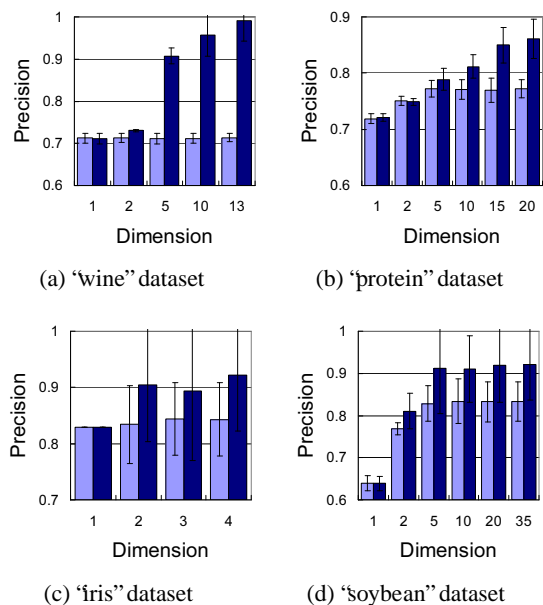 1
0.9
0.8
0.7
0.6
Precision
1 2 5 10 13
Dimension
(a) “wine” dataset
0.9
0.8
0.7
0.6
Precision
1 2 5 10 15 20
Dimension
(b) “protein” dataset
1
0.9
0.8
0.7
Precision
1 2 3 4
Dimension
(c) “iris” dataset
1
0.9
0.8
0.7
0.6
Precision
1 2 5 10 20 35
Dimension
(d) “soybean” dataset